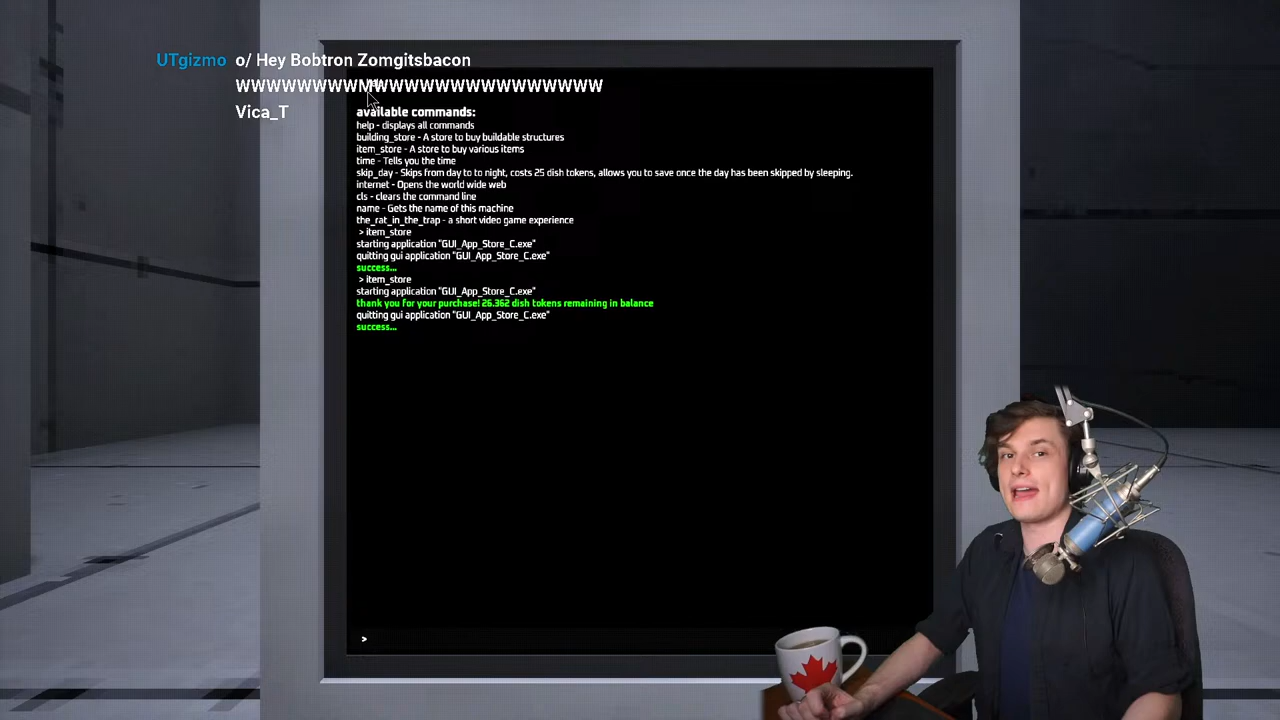 UTgizmo o/ Hey Bobtron Zomgitsbacon
Vica_T
available commands:
help - displays all commands
building_store - A store to buy buildable structures
item_store - A store to buy various items
time - Tells you the time
skip_day - Skips from day to to night, costs 25 dish tokens, allows you to save once the day has been skipped by sleeping.
internet - Opens the world wide web
cls - clears the command line
name - Gets the name of this machine
the_rat_in_the_trap - a short video game experience
> item_store
starting application "GUI_App_Store_C.exe"
quitting gui application "GUI_App_Store_C.exe"
success...
> item_store
starting application "GUI_App_Store_C.exe"
thank you for your purchase! 26.362 dish tokens remaining in balance
quitting gui application "GUI_App_Store_C.exe"
success...
>